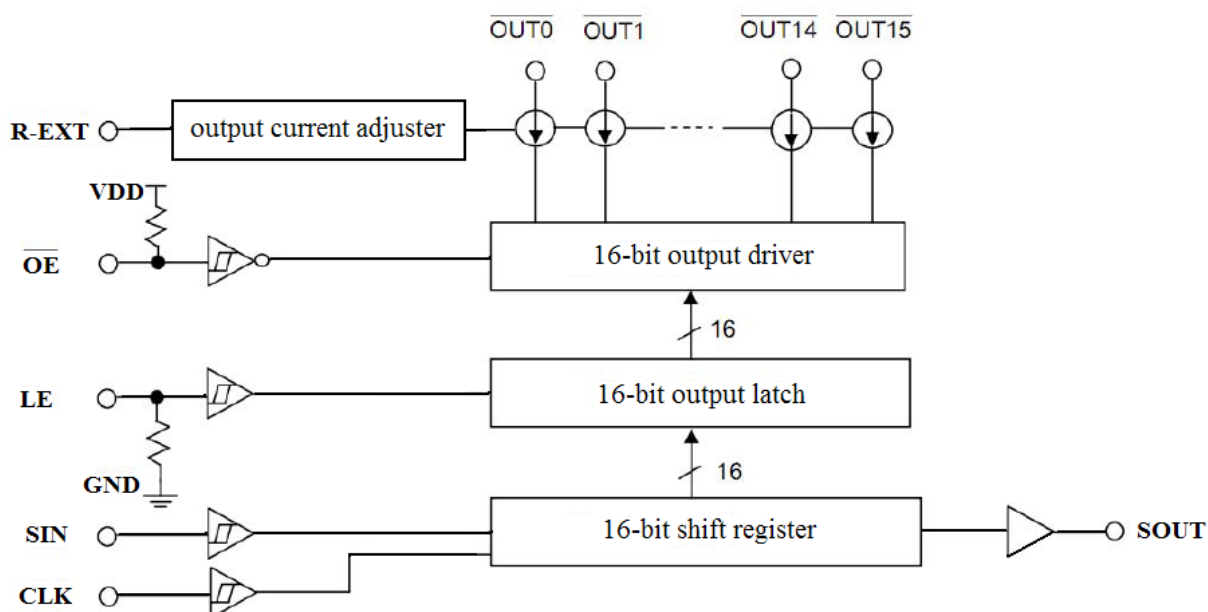 OUT0 OUT1 OUT14 OUT15
R-EXT output current adjuster
VDD
OE 16-bit output driver
16
LE 16-bit output latch
16
GND
SIN 16-bit shift register SOUT
CLK